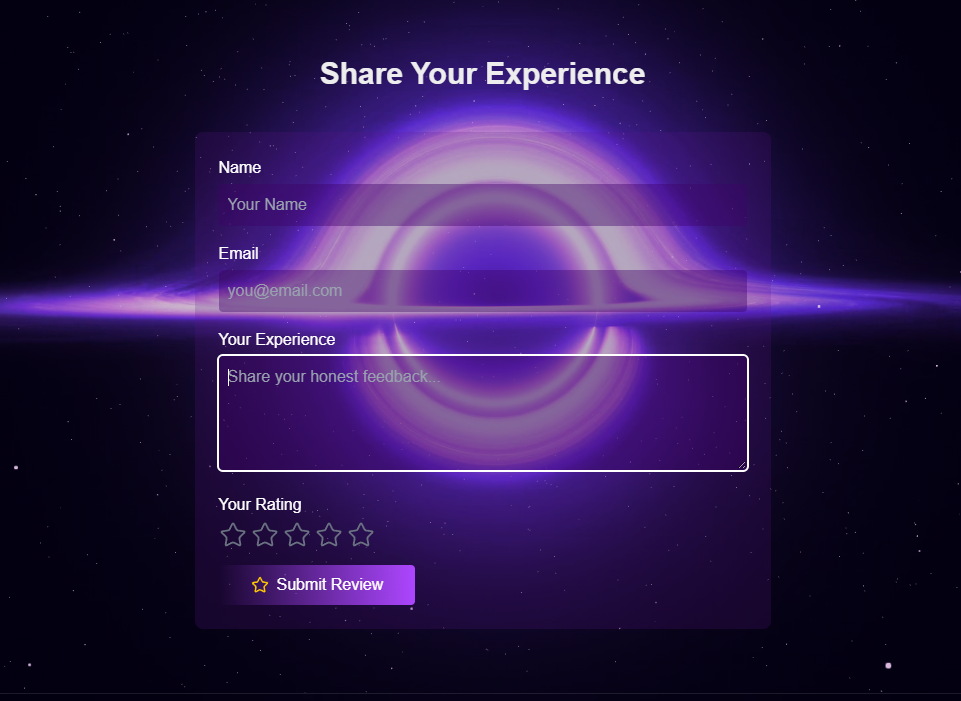 Share Your Experience
Name
Your Name
Email
you@email.com
Your Experience
Share your honest feedback...
Your Rating
Submit Review